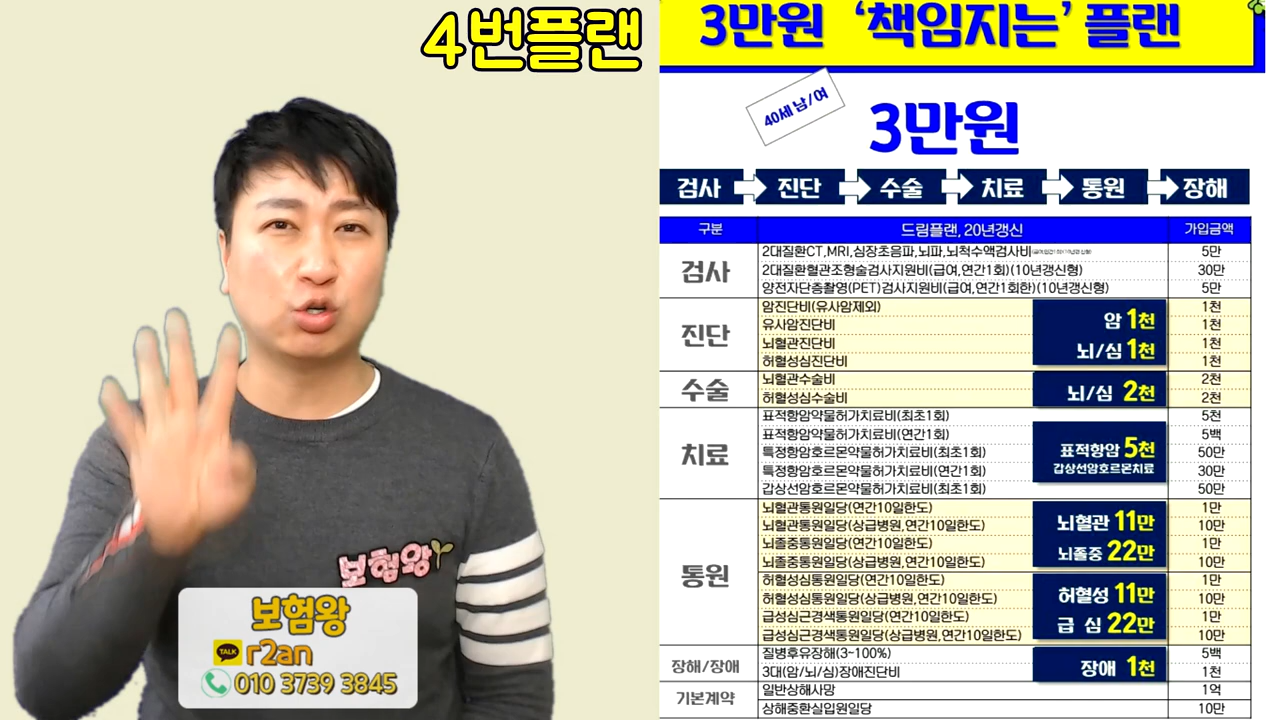 4번플랜
보험왕
보험왕
TALK
r2an
010 3739 3845
3만원 ‘책임지는’ 플랜
40세 남/여
3만원
검사 진단 수술 치료 통원 장해
구분 드림플랜, 20년갱신 가입금액
검사
2대질환CT,MRI,심장초음파,뇌파,뇌척수액검사비 5만
2대질환혈관조형술검사지원비(급여,연간1회)(10년갱신형) 30만
양전자단층촬영(PET)검사지원비(급여,연간1회한)(10년갱신형) 5만
진단
암진단비(유사암제외) 1천
유사암진단비 1천
뇌혈관진단비 1천
허혈성심진단비 1천
암 1천
뇌/심 1천
수술
뇌혈관수술비 2천
허혈성심수술비 2천
뇌/심 2천
치료
표적항암약물허가치료비(최초1회) 5천
표적항암약물허가치료비(연간1회) 5백
특정항암호르몬약물허가치료비(최초1회) 50만
특정항암호르몬약물허가치료비(연간1회) 30만
갑상선암호르몬약물허가치료비(최초1회) 50만
표적항암 5천
갑상선암호르몬치료
통원
뇌혈관통원일당(연간10일한도) 1만
뇌혈관통원일당(상급병원,연간10일한도) 10만
뇌졸중통원일당(연간10일한도) 1만
뇌졸중통원일당(상급병원,연간10일한도) 10만
허혈성심통원일당(연간10일한도) 1만
허혈성심통원일당(상급병원,연간10일한도) 10만
급성심근경색통원일당(연간10일한도) 1만
급성심근경색통원일당(상급병원,연간10일한도) 10만
뇌혈관 11만
뇌졸중 22만
허혈성 11만
급 심 22만
장해/장애
질병후유장해(3~100%) 5백
3대(암/뇌/심)장애진단비 1천
장애 1천
기본계약
일반상해사망 1억
상해중환실입원일당 10만